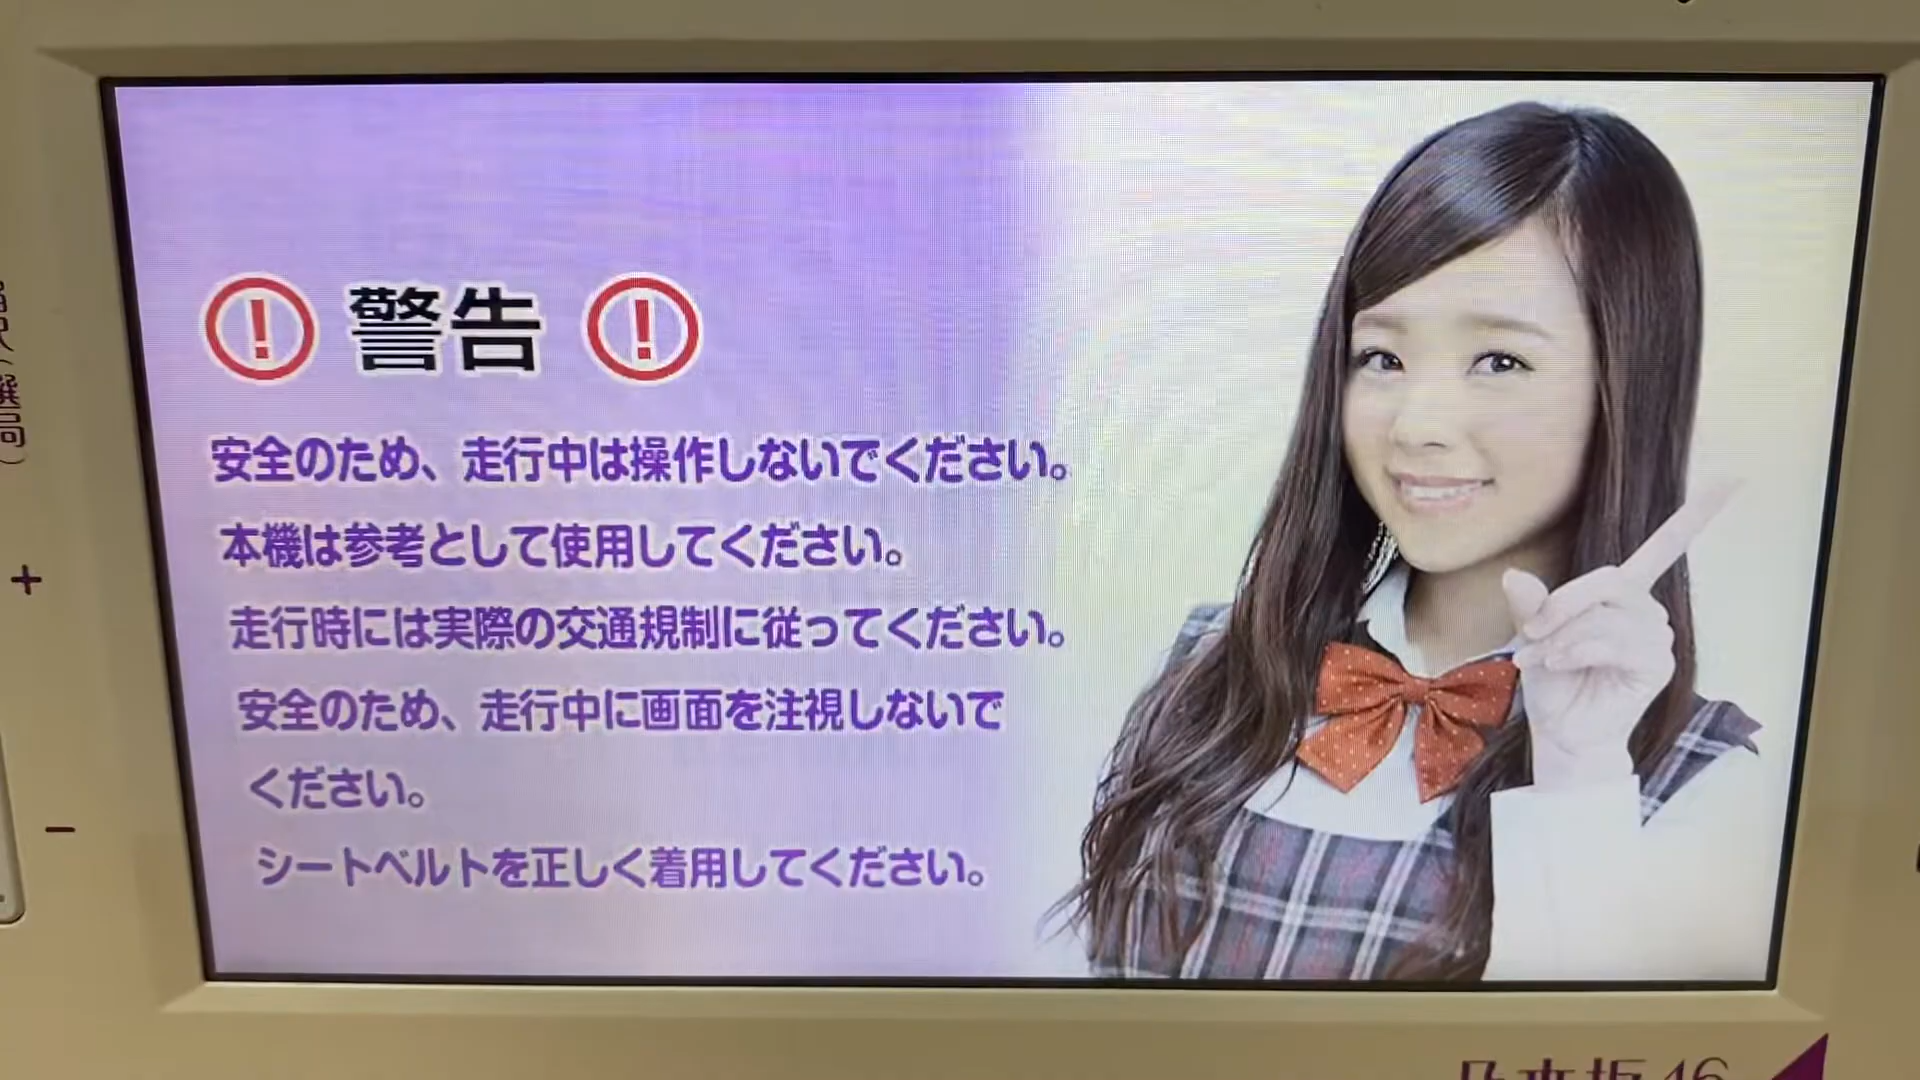 警告
安全のため、走行中は操作しないでください。
本機は参考として使用してください。
走行時には実際の交通規制に従ってください。
安全のため、走行中に画面を注視しないで
ください。
シートベルトを正しく着用してください。
+
−
乃木坂46